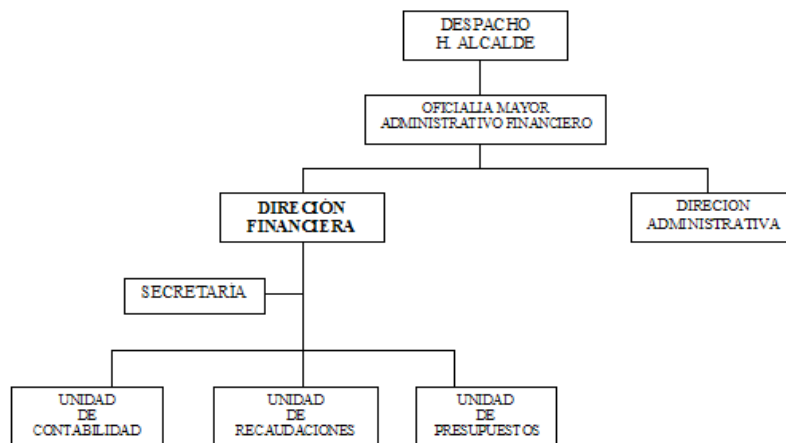 DESPACHO
H. ALCALDE
OFICIALIA MAYOR
ADMINISTRATIVO FINANCIERO
DIRECIÓN
FINANCIERA
DIRECION
ADMINISTRATIVA
SECRETARÍA
UNIDAD
DE
CONTABILIDAD
UNIDAD
DE
RECAUDACIONES
UNIDAD
DE
PRESUPUESTOS